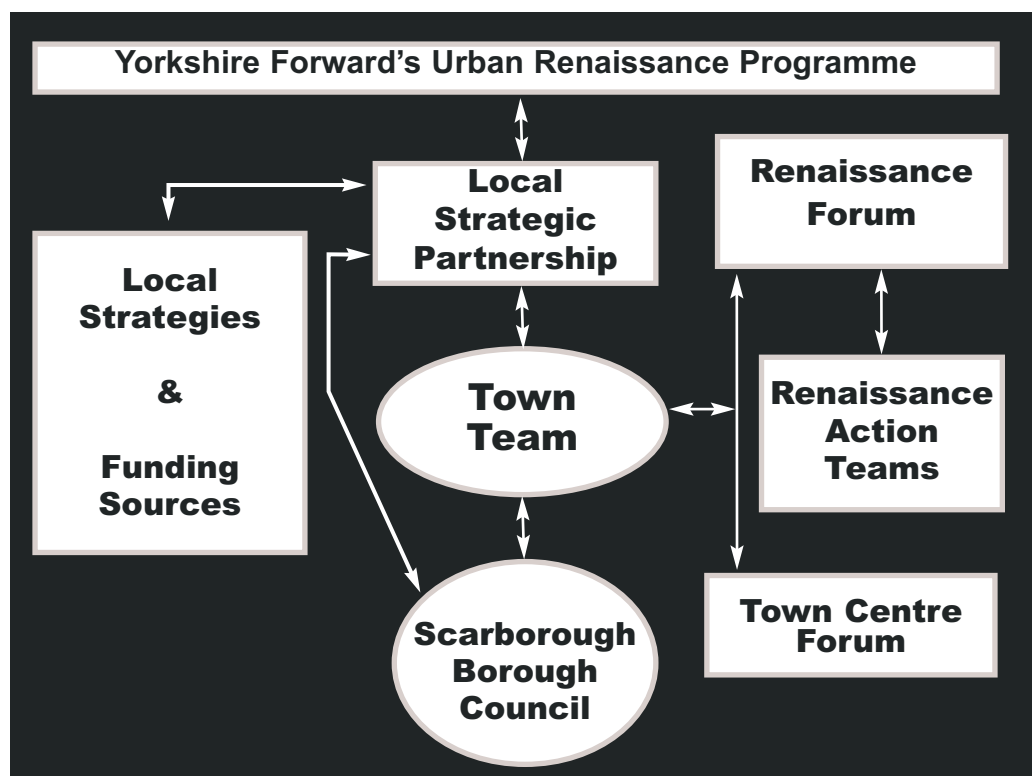 Yorkshire Forward’s Urban Renaissance Programme
Local
Strategic
Partnership
Renaissance
Forum
Local
Strategies
&
Funding
Sources
Town
Team
Renaissance
Action
Teams
Scarborough
Borough
Council
Town Centre
Forum